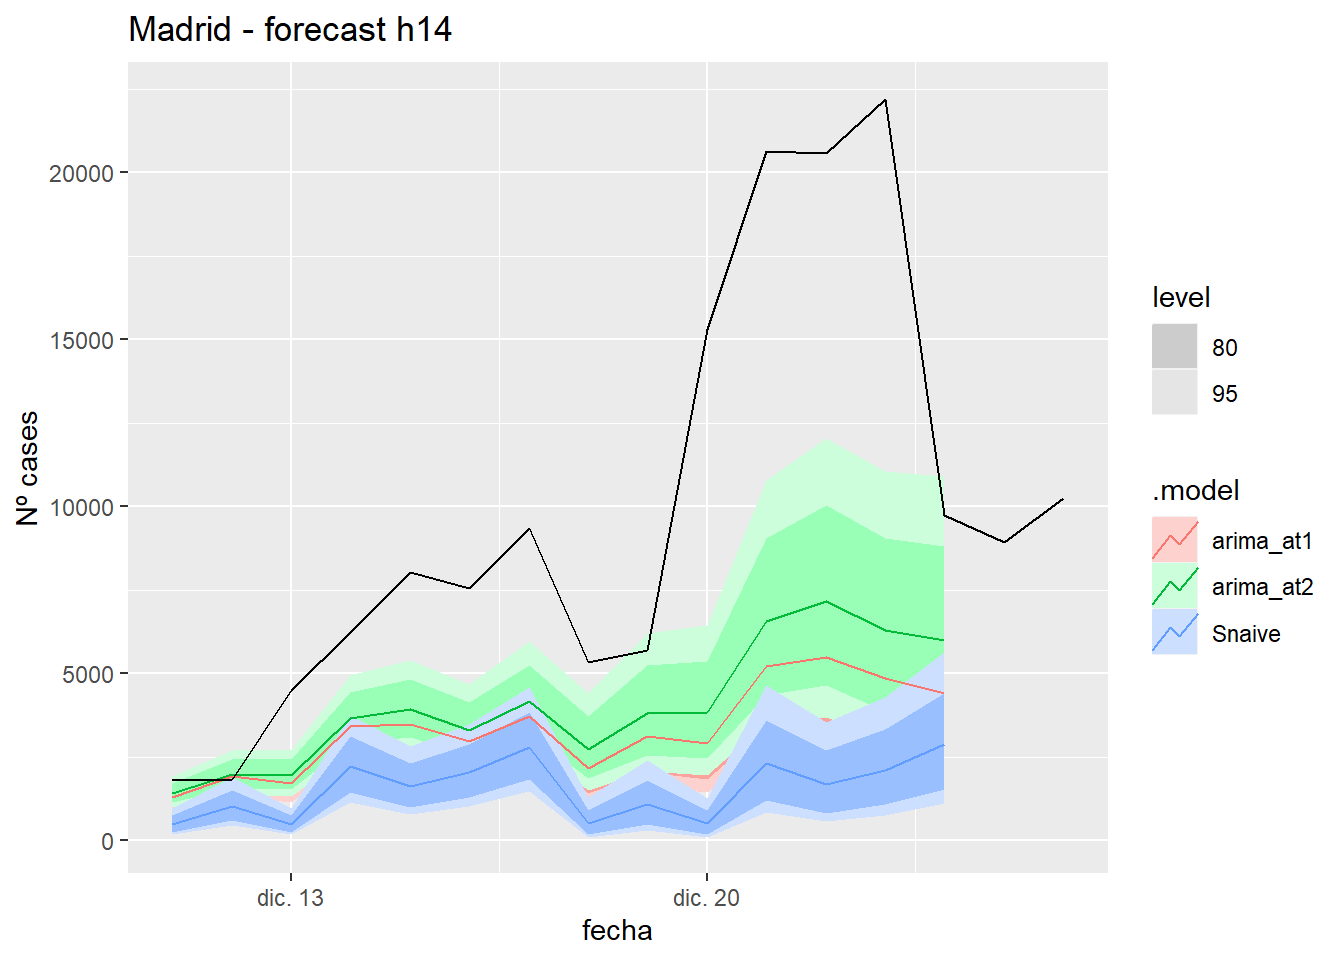 Madrid - forecast h14
20000
15000
10000
5000
0
Nº cases
dic. 13
dic. 20
fecha
level
80
95
.model
arima_at1
arima_at2
Snaive